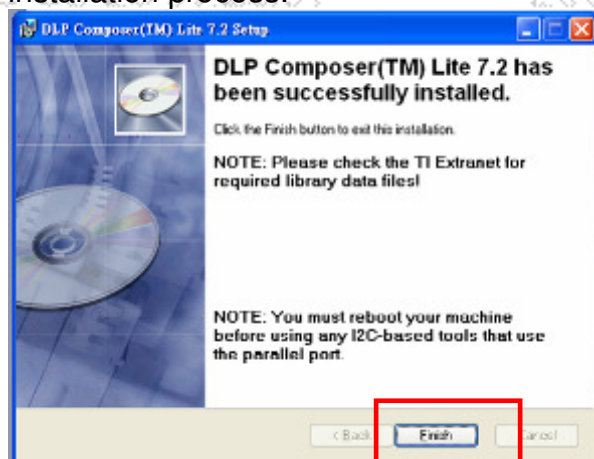 installation process.
DLP Composer(TM) Lite 7.2 Setup
DLP Composer(TM) Lite 7.2 has
been successfully installed.
Click the Finish button to exit this installation.
NOTE: Please check the TI Extranet for
required library data files!
NOTE: You must reboot your machine
before using any I2C-based tools that use
the parallel port.
< Back Finish Cancel